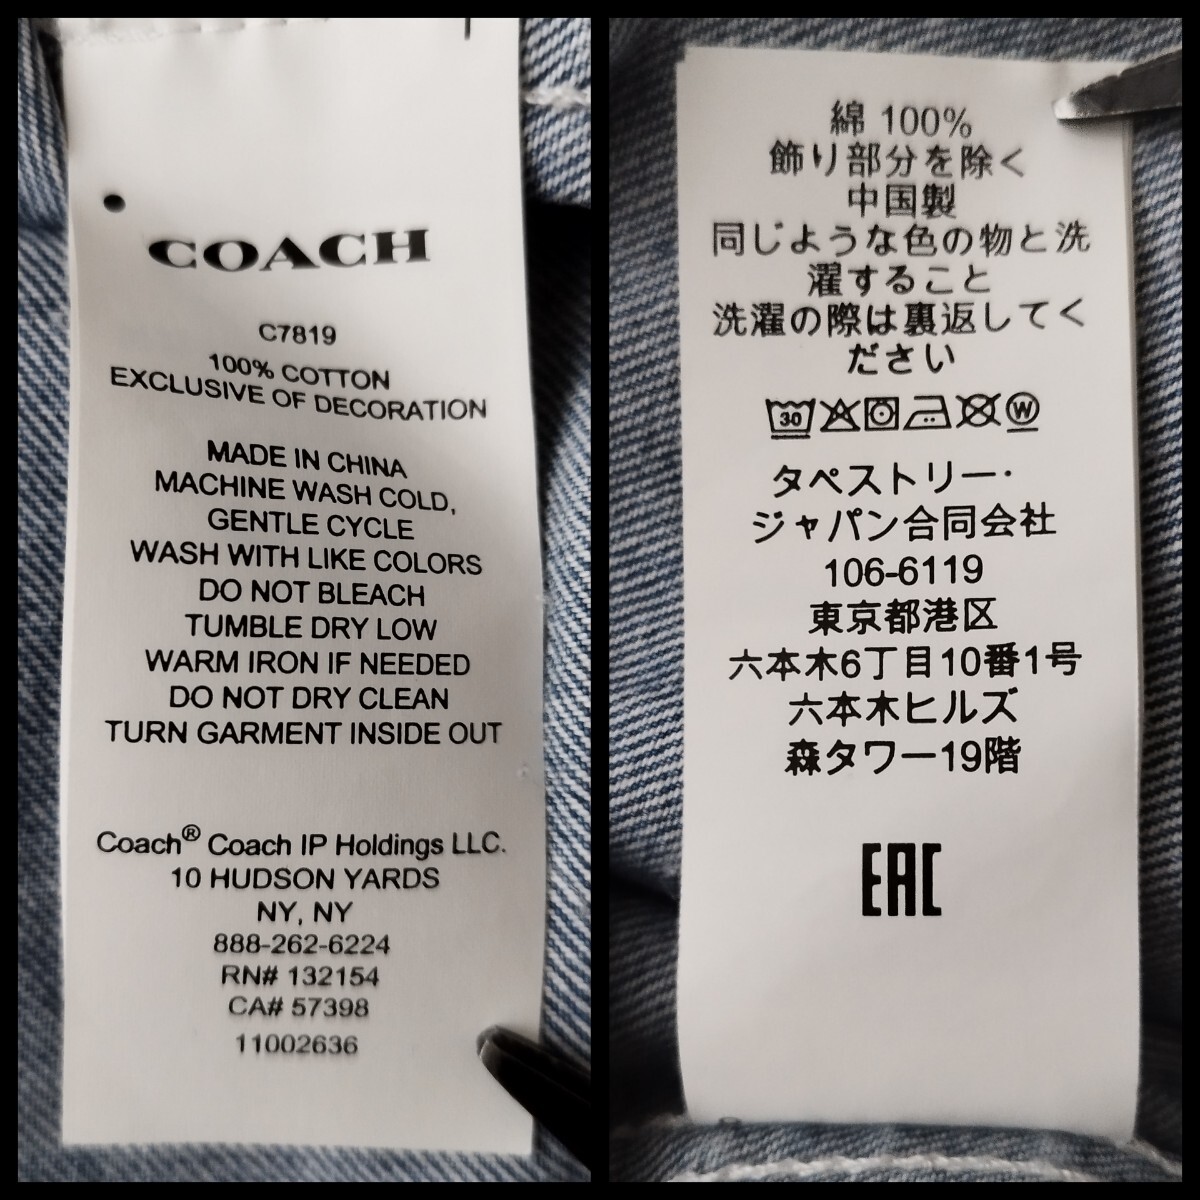 COACH
C7819
100% COTTON
EXCLUSIVE OF DECORATION
MADE IN CHINA
MACHINE WASH COLD,
GENTLE CYCLE
WASH WITH LIKE COLORS
DO NOT BLEACH
TUMBLE DRY LOW
WARM IRON IF NEEDED
DO NOT DRY CLEAN
TURN GARMENT INSIDE OUT
Coach® Coach IP Holdings LLC.
10 HUDSON YARDS
NY, NY
888-262-6224
RN# 132154
CA# 57398
11002636
綿 100%
飾り部分を除く
中国製
同じような色の物と洗
濯すること
洗濯の際は裏返してく
ださい
30 W
タペストリー・
ジャパン合同会社
106-6119
東京都港区
六本木6丁目10番1号
六本木ヒルズ
森タワー19階
EAC